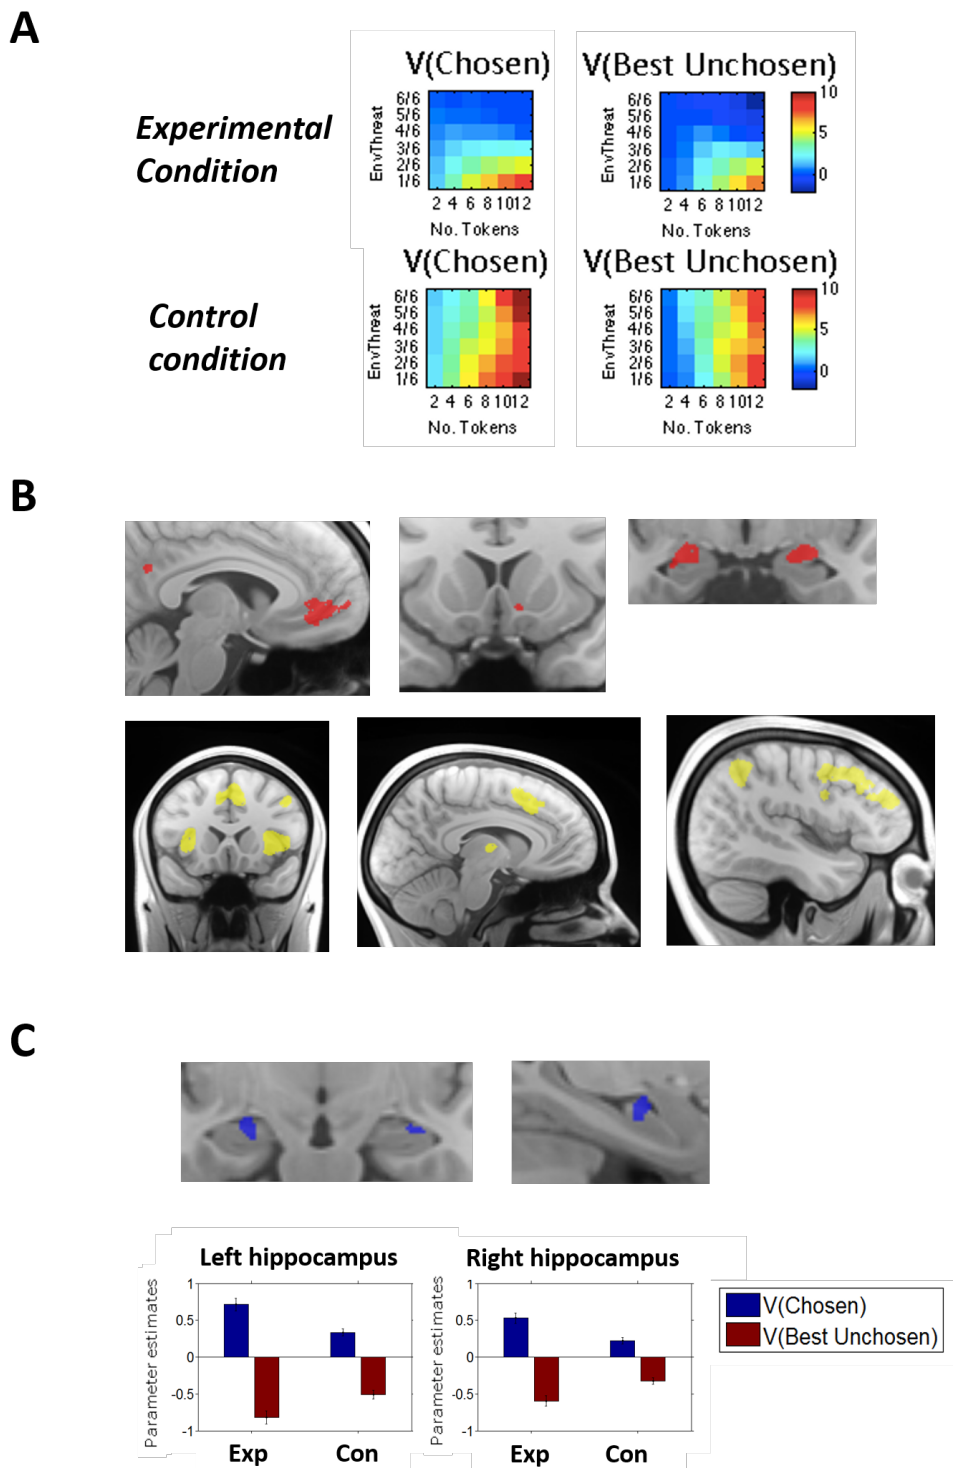 A
Experimental
Condition
V(Chosen)
EnvThreat
6/6
5/6
4/6
3/6
2/6
1/6
2 4 6 8 10 12
No. Tokens
V(Best Unchosen)
EnvThreat
6/6
5/6
4/6
3/6
2/6
1/6
2 4 6 8 10 12
No. Tokens
10
5
0
Control
condition
V(Chosen)
EnvThreat
6/6
5/6
4/6
3/6
2/6
1/6
2 4 6 8 10 12
No. Tokens
V(Best Unchosen)
EnvThreat
6/6
5/6
4/6
3/6
2/6
1/6
2 4 6 8 10 12
No. Tokens
10
5
0
B
C
Left hippocampus
Parameter estimates
1
0.5
0
-0.5
-1
Exp Con
Right hippocampus
Parameter estimates
1
0.5
0
-0.5
-1
Exp Con
V(Chosen)
V(Best Unchosen)